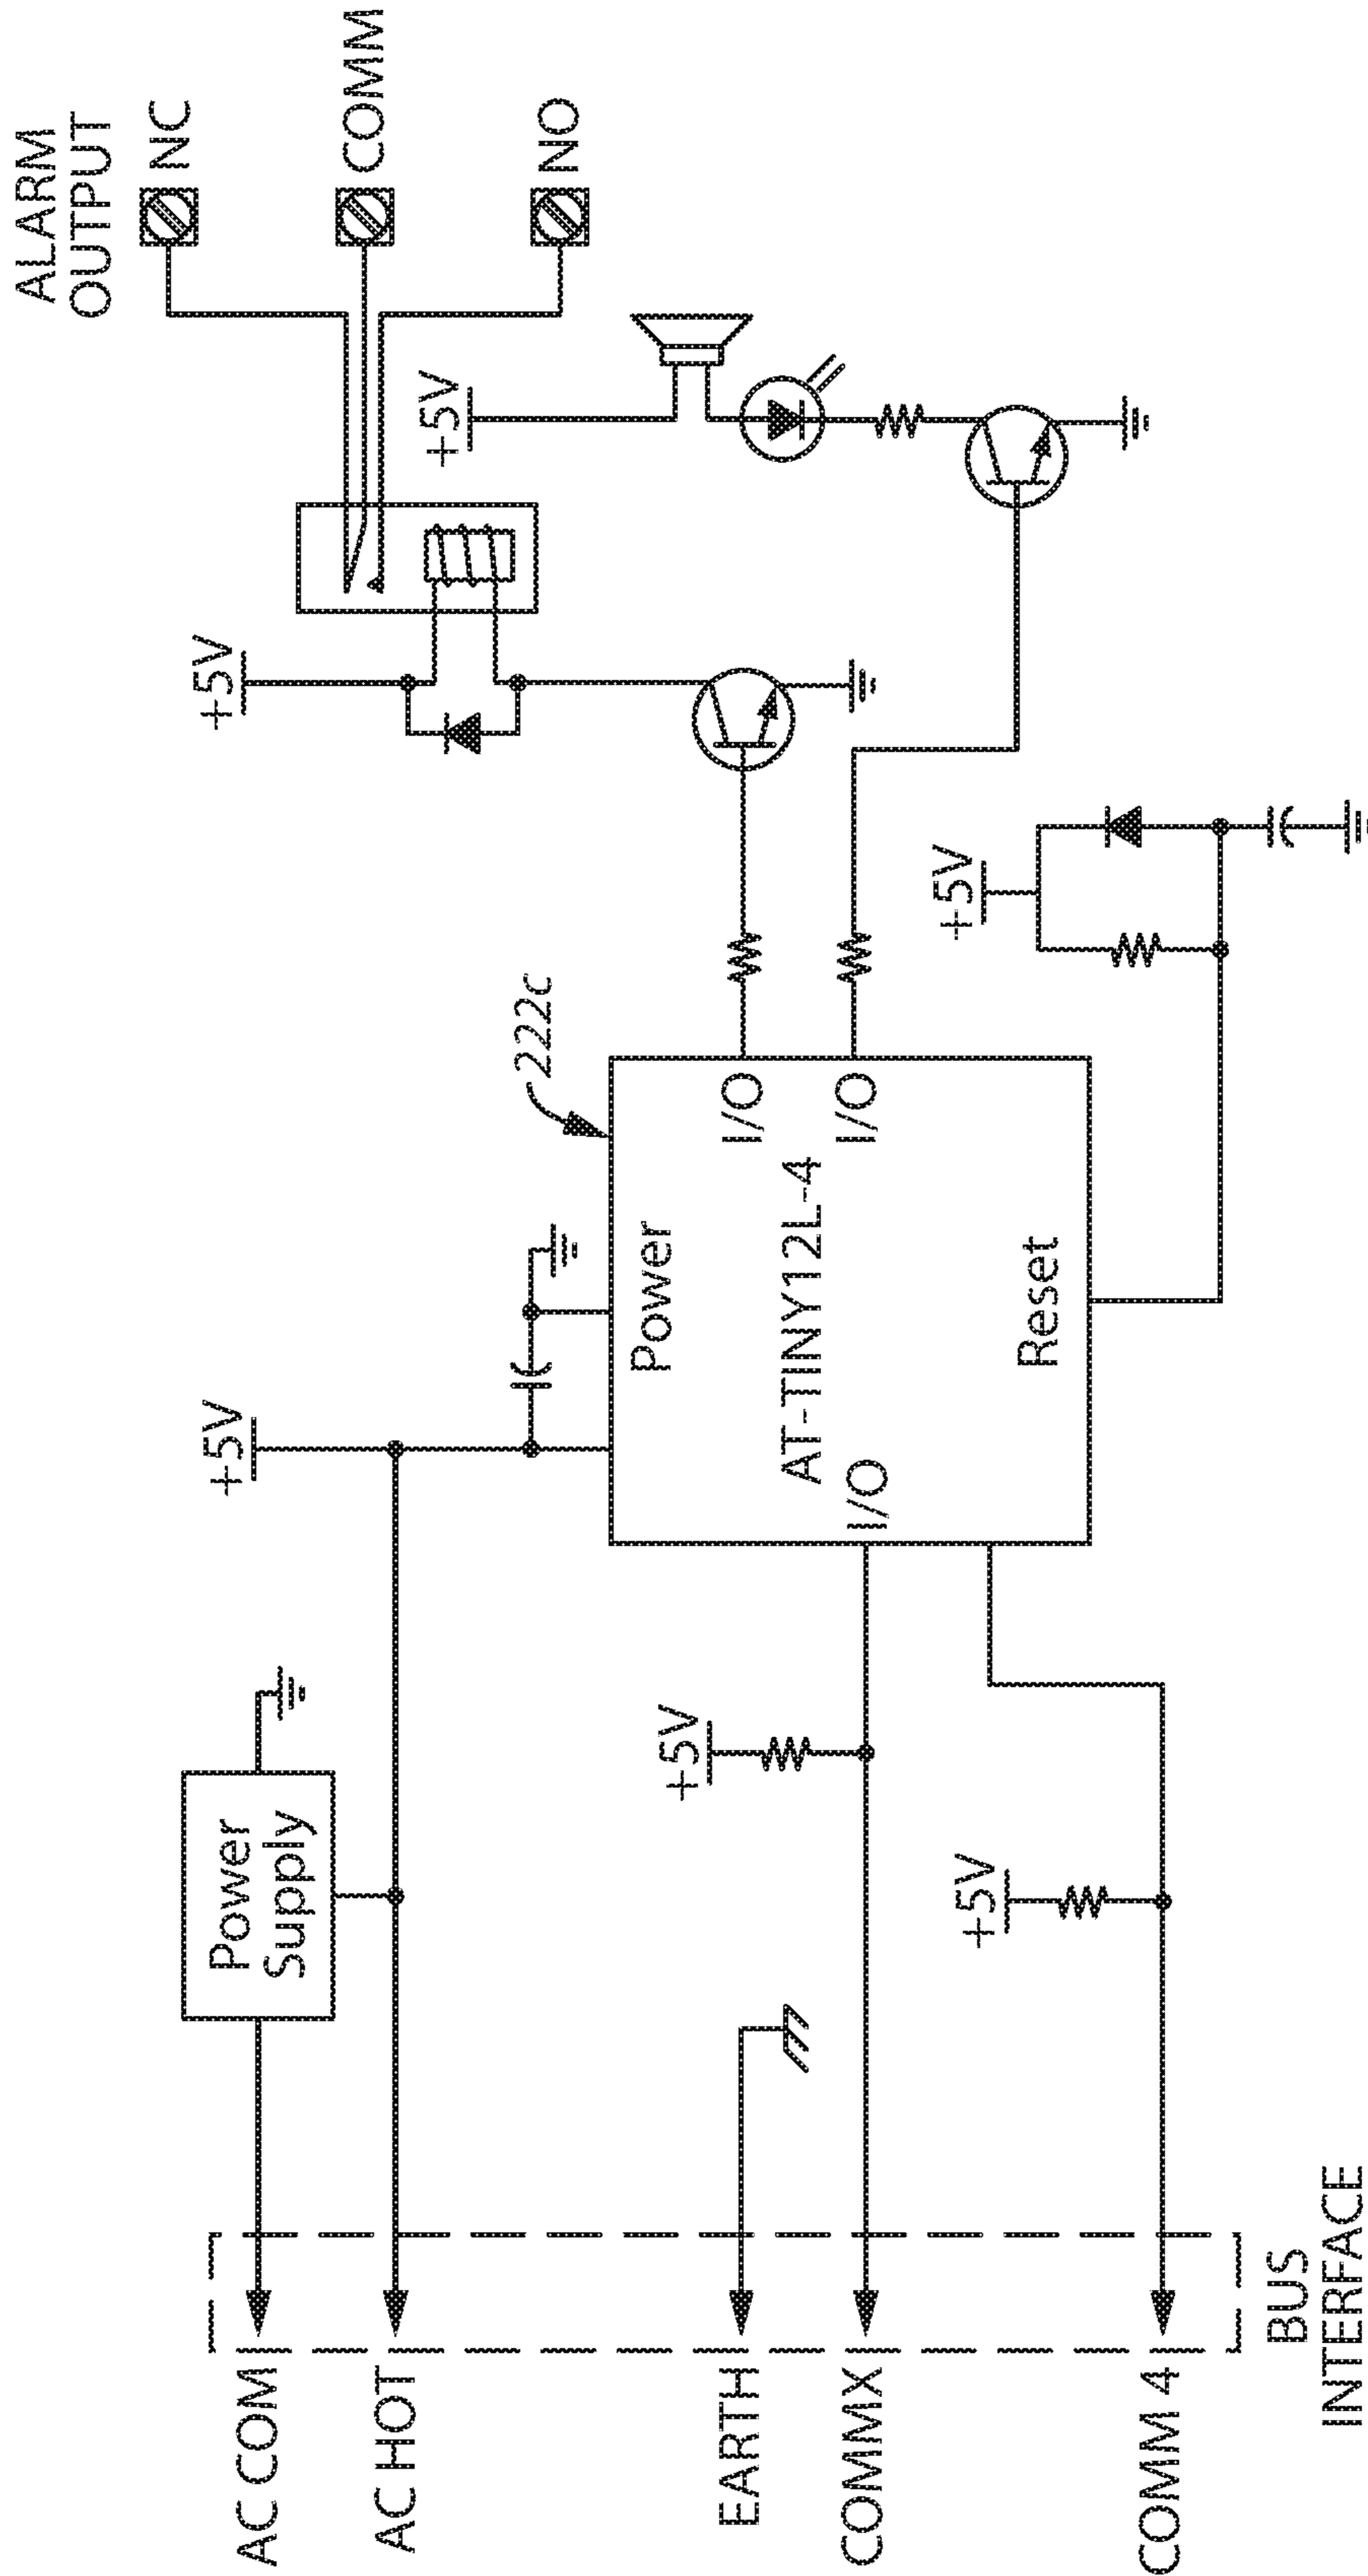 ALARM
OUTPUT
NC
COMM
NO
+5V
+5V
+5V
222c
+5V
Power
Supply
Power
I/O
I/O
AT-TINY12L-4
I/O
Reset
+5V
+5V
AC COM
AC HOT
EARTH
COMMX
COMM 4
BUS
INTERFACE